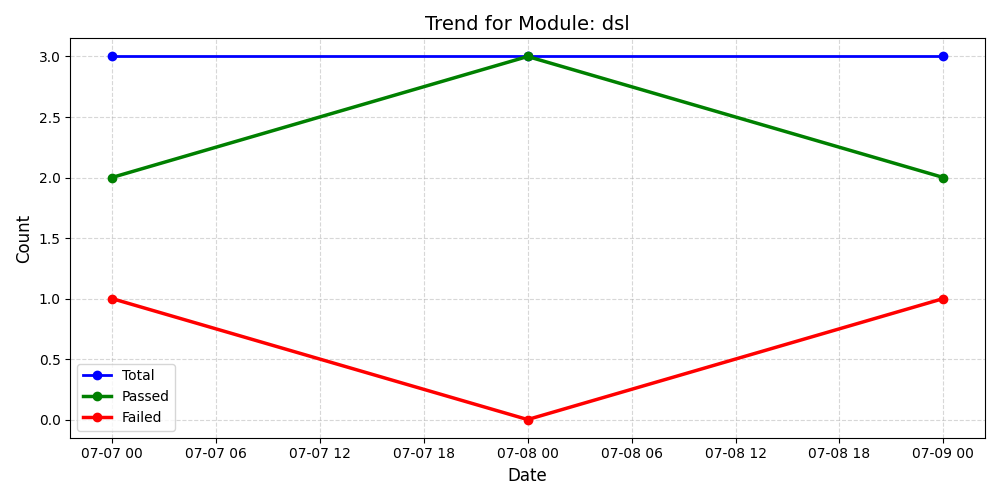 Trend for Module: dsl
Count
3.0
2.5
2.0
1.5
1.0
0.5
0.0
Total
Passed
Failed
07-07 00
07-07 06
07-07 12
07-07 18
07-08 00
07-08 06
07-08 12
07-08 18
07-09 00
Date